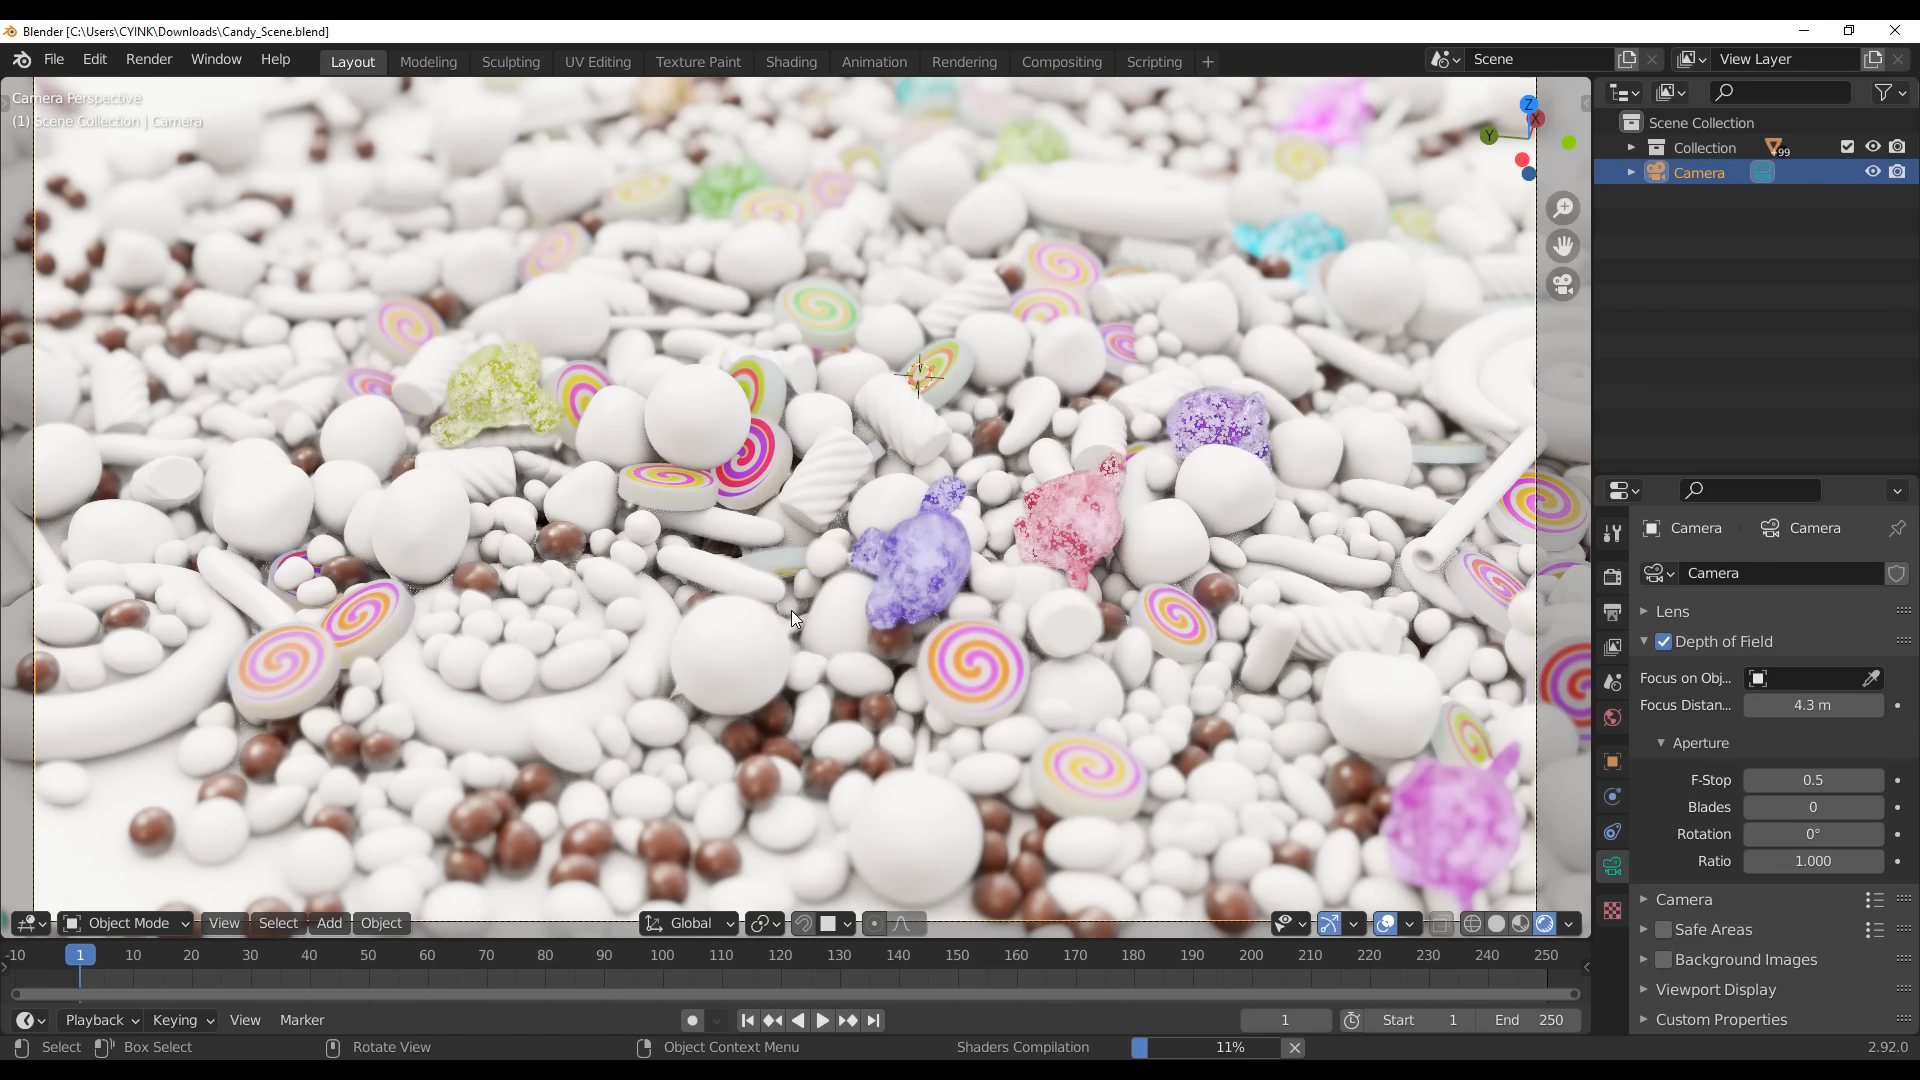 Blender [C:\Users\CYINK\Downloads\Candy_Scene.blend]
File Edit Render Window Help
Layout Modeling Sculpting UV Editing Texture Paint Shading Animation Rendering Compositing Scripting +
Scene View Layer
Camera Perspective
(1) Scene Collection | Camera
Z
X
Y
Scene Collection
Collection 99
Camera
Camera Camera
Camera
Lens
Depth of Field
Focus on Obj...
Focus Distan... 4.3 m
Aperture
F-Stop 0.5
Blades 0
Rotation 0°
Ratio 1.000
Camera
Safe Areas
Background Images
Viewport Display
Custom Properties
Object Mode View Select Add Object Global
-10 1 10 20 30 40 50 60 70 80 90 100 110 120 130 140 150 160 170 180 190 200 210 220 230 240 250
Playback Keying View Marker 1 Start 1 End 250
Select Box Select Rotate View Object Context Menu Shaders Compilation 11% 2.92.0